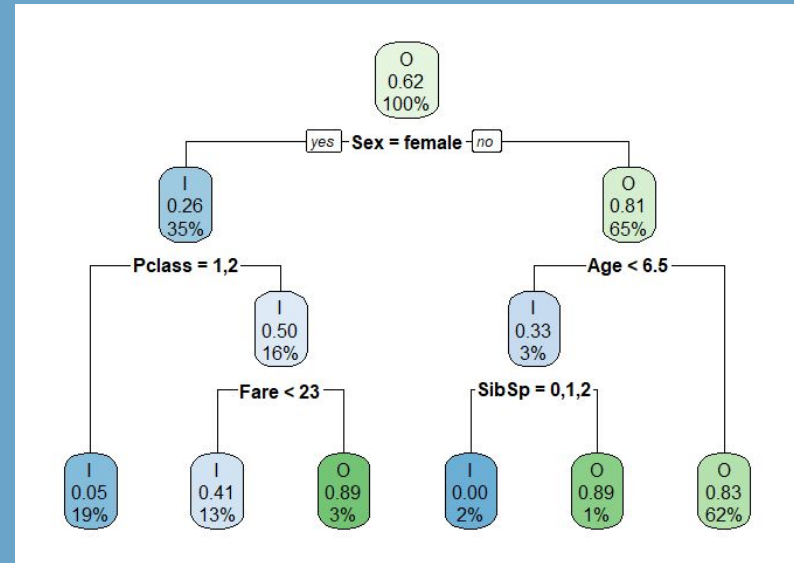 O
0.62
100%
yes Sex = female no
I
0.26
35%
O
0.81
65%
Pclass = 1,2
Age < 6.5
I
0.50
16%
I
0.33
3%
Fare < 23
SibSp = 0,1,2
I
0.05
19%
I
0.41
13%
O
0.89
3%
I
0.00
2%
O
0.89
1%
O
0.83
62%